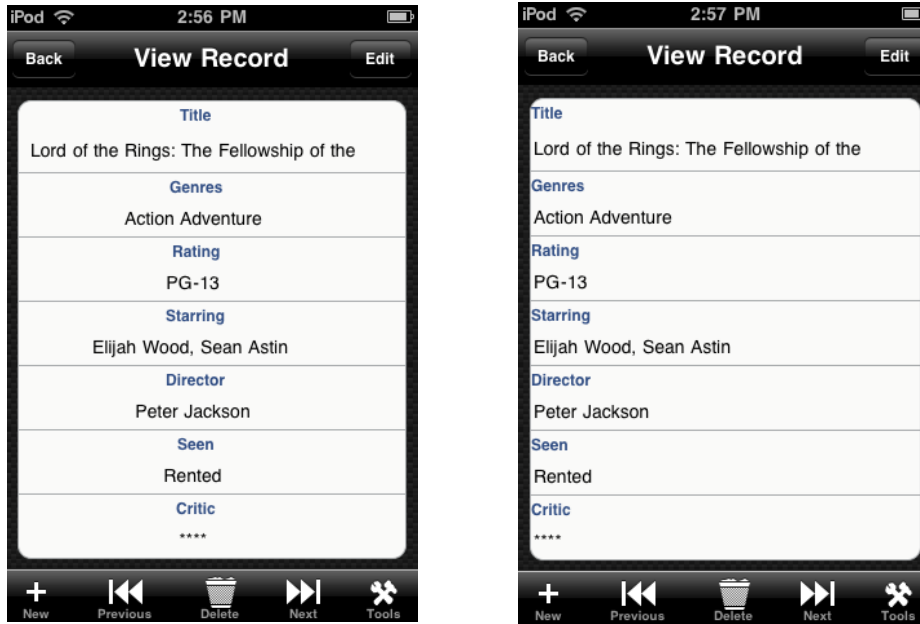 iPod 2:56 PM
Back View Record Edit
Title
Lord of the Rings: The Fellowship of the
Genres
Action Adventure
Rating
PG-13
Starring
Elijah Wood, Sean Astin
Director
Peter Jackson
Seen
Rented
Critic
****
New Previous Delete Next Tools
iPod 2:57 PM
Back View Record Edit
Title
Lord of the Rings: The Fellowship of the
Genres
Action Adventure
Rating
PG-13
Starring
Elijah Wood, Sean Astin
Director
Peter Jackson
Seen
Rented
Critic
****
New Previous Delete Next Tools